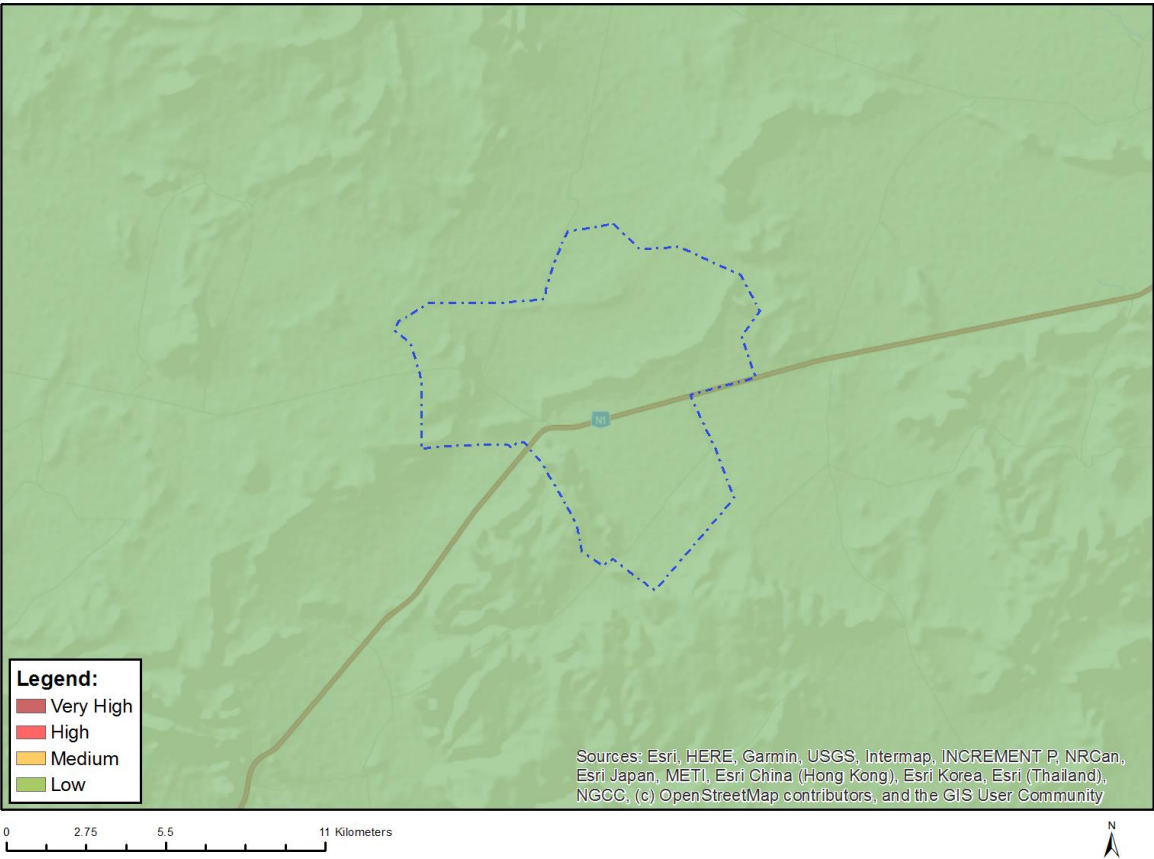 N1
Legend:
Very High
High
Medium
Low
Sources: Esri, HERE, Garmin, USGS, Intermap, INCREMENT P, NRCan,
Esri Japan, METI, Esri China (Hong Kong), Esri Korea, Esri (Thailand),
NGCC, (c) OpenStreetMap contributors, and the GIS User Community
0 2.75 5.5 11 Kilometers
N